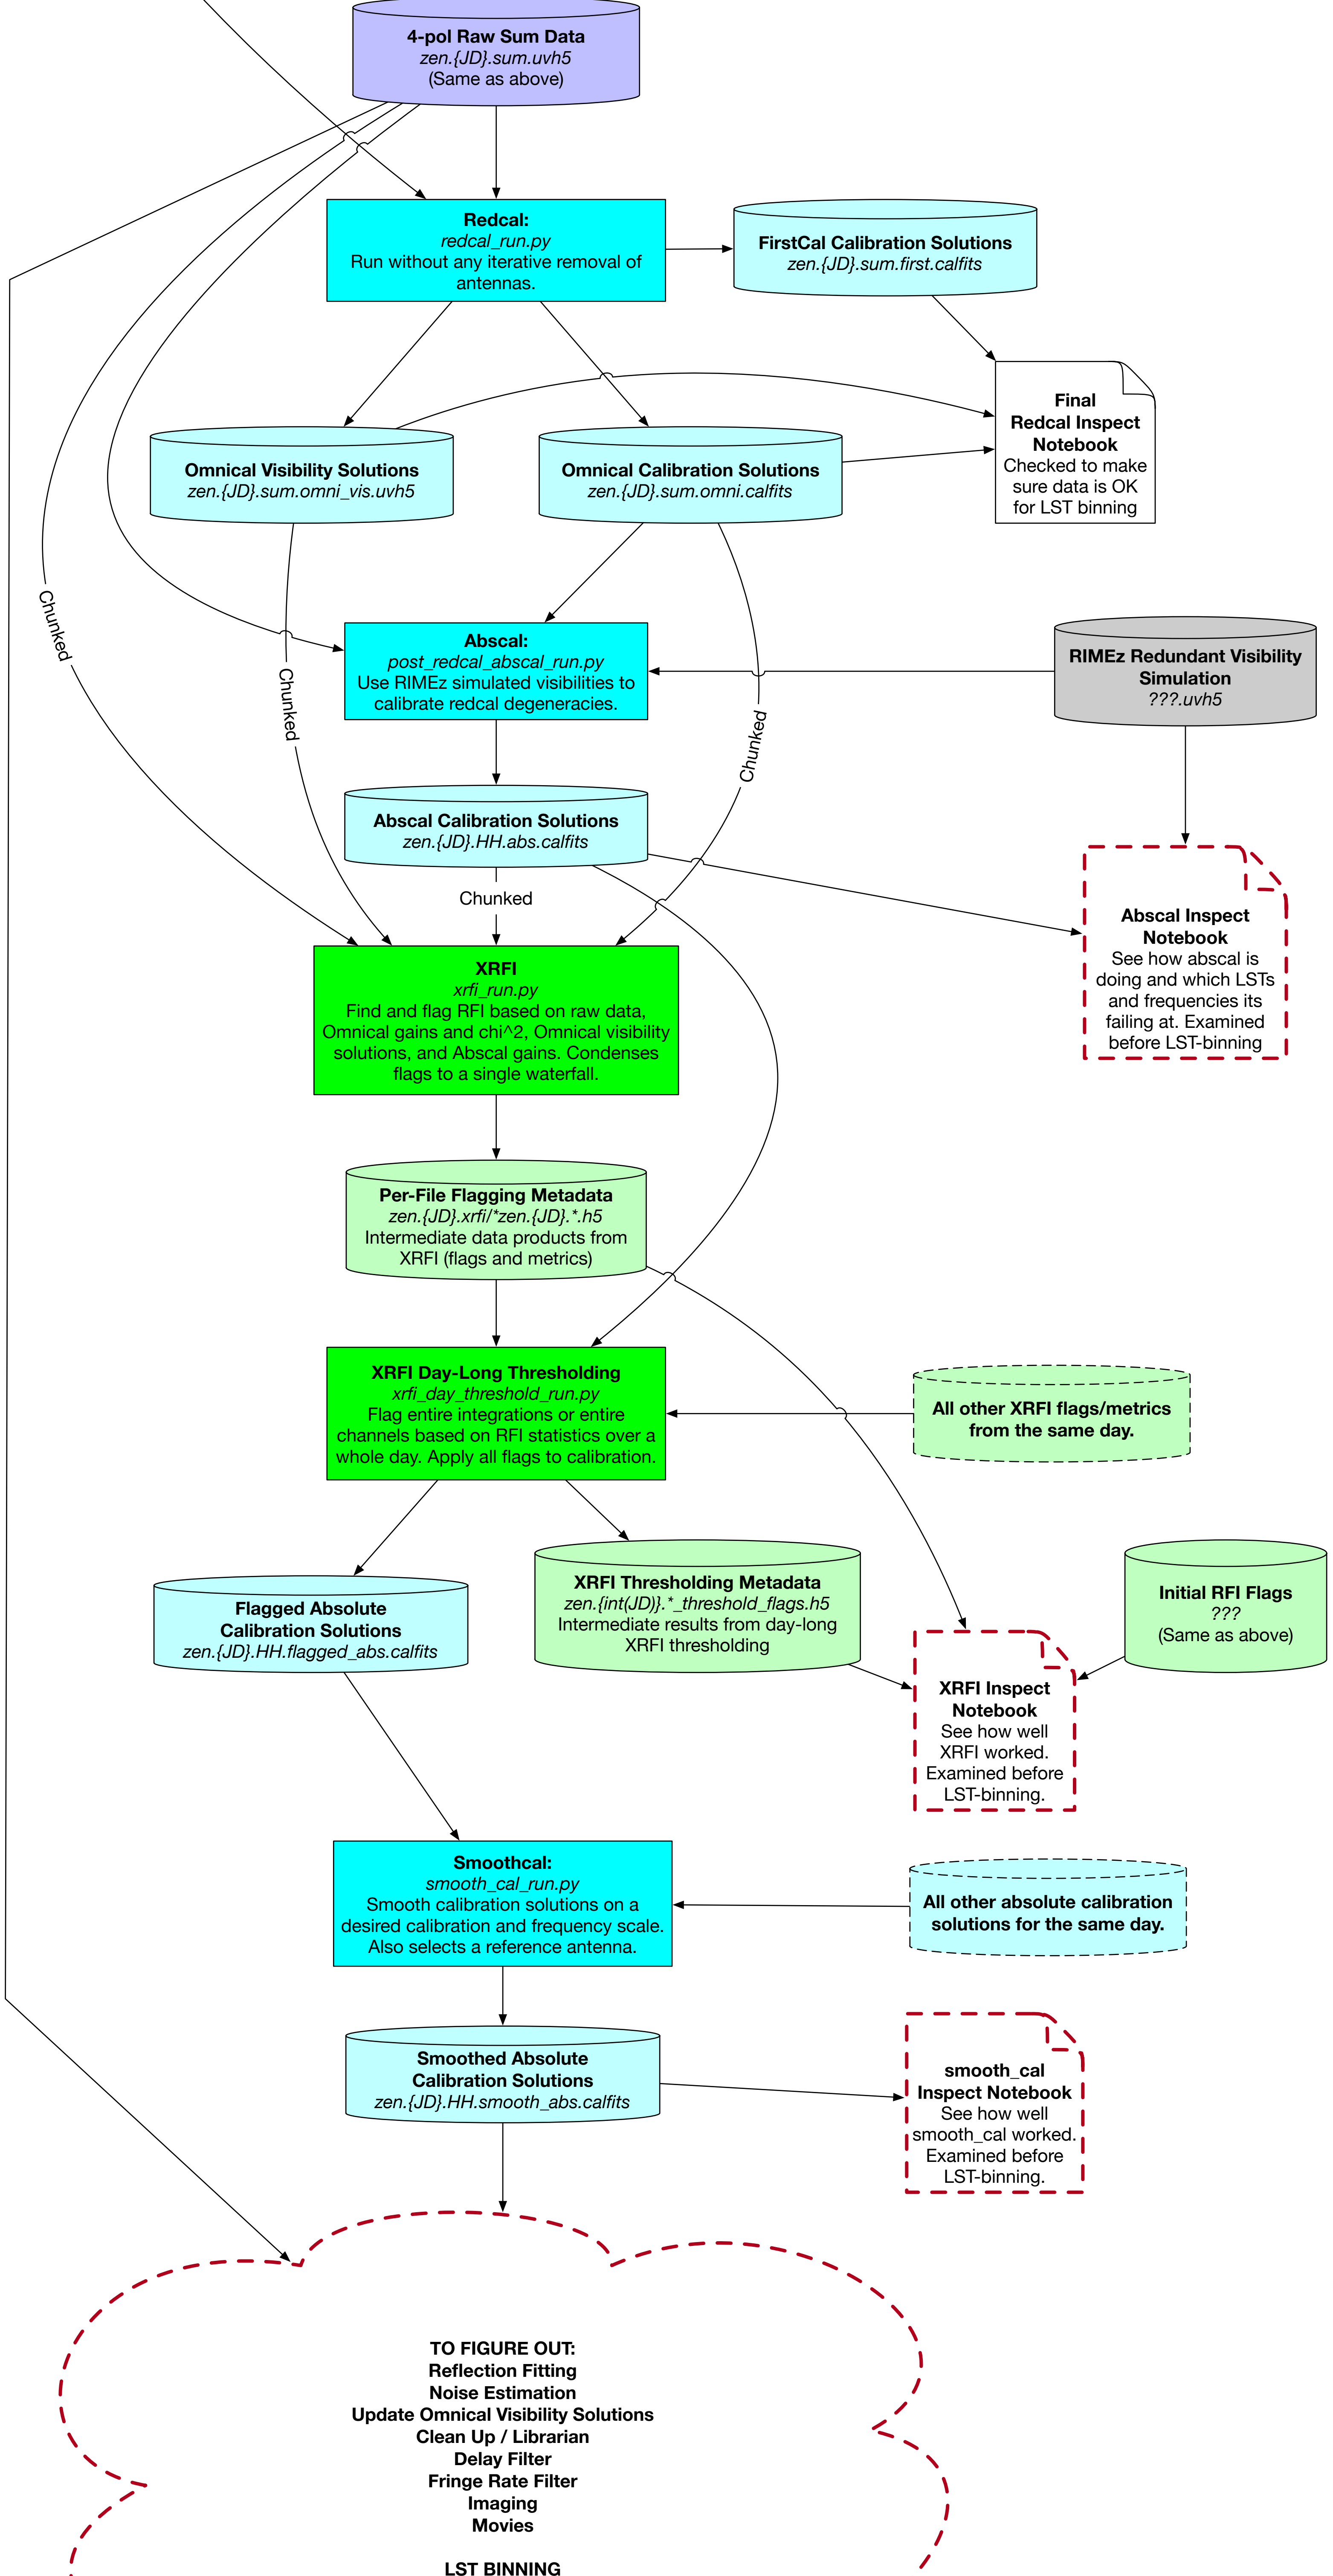 4-pol Raw Sum Data
zen.{JD}.sum.uvh5
(Same as above)
Redcal:
redcal_run.py
Run without any iterative removal of
antennas.
FirstCal Calibration Solutions
zen.{JD}.sum.first.calfits
Final
Redcal Inspect
Notebook
Checked to make
sure data is OK
for LST binning
Omnical Visibility Solutions
zen.{JD}.sum.omni_vis.uvh5
Omnical Calibration Solutions
zen.{JD}.sum.omni.calfits
Chunked
Abscal:
post_redcal_abscal_run.py
Use RIMEz simulated visibilities to
calibrate redcal degeneracies.
RIMEz Redundant Visibility
Simulation
???.uvh5
Chunked
Chunked
Abscal Calibration Solutions
zen.{JD}.HH.abs.calfits
Chunked
Abscal Inspect
Notebook
See how abscal is
doing and which LSTs
and frequencies its
failing at. Examined
before LST-binning
XRFI
xrfi_run.py
Find and flag RFI based on raw data,
Omnical gains and chi^2, Omnical visibility
solutions, and Abscal gains. Condenses
flags to a single waterfall.
Per-File Flagging Metadata
zen.{JD}.xrfi/*zen.{JD}.*.h5
Intermediate data products from
XRFI (flags and metrics)
XRFI Day-Long Thresholding
xrfi_day_threshold_run.py
Flag entire integrations or entire
channels based on RFI statistics over a
whole day. Apply all flags to calibration.
All other XRFI flags/metrics
from the same day.
Flagged Absolute
Calibration Solutions
zen.{JD}.HH.flagged_abs.calfits
XRFI Thresholding Metadata
zen.{int(JD)}.*_threshold_flags.h5
Intermediate results from day-long
XRFI thresholding
Initial RFI Flags
???
(Same as above)
XRFI Inspect
Notebook
See how well
XRFI worked.
Examined before
LST-binning.
Smoothcal:
smooth_cal_run.py
Smooth calibration solutions on a
desired calibration and frequency scale.
Also selects a reference antenna.
All other absolute calibration
solutions for the same day.
Smoothed Absolute
Calibration Solutions
zen.{JD}.HH.smooth_abs.calfits
smooth_cal
Inspect Notebook
See how well
smooth_cal worked.
Examined before
LST-binning.
TO FIGURE OUT:
Reflection Fitting
Noise Estimation
Update Omnical Visibility Solutions
Clean Up / Librarian
Delay Filter
Fringe Rate Filter
Imaging
Movies
LST BINNING